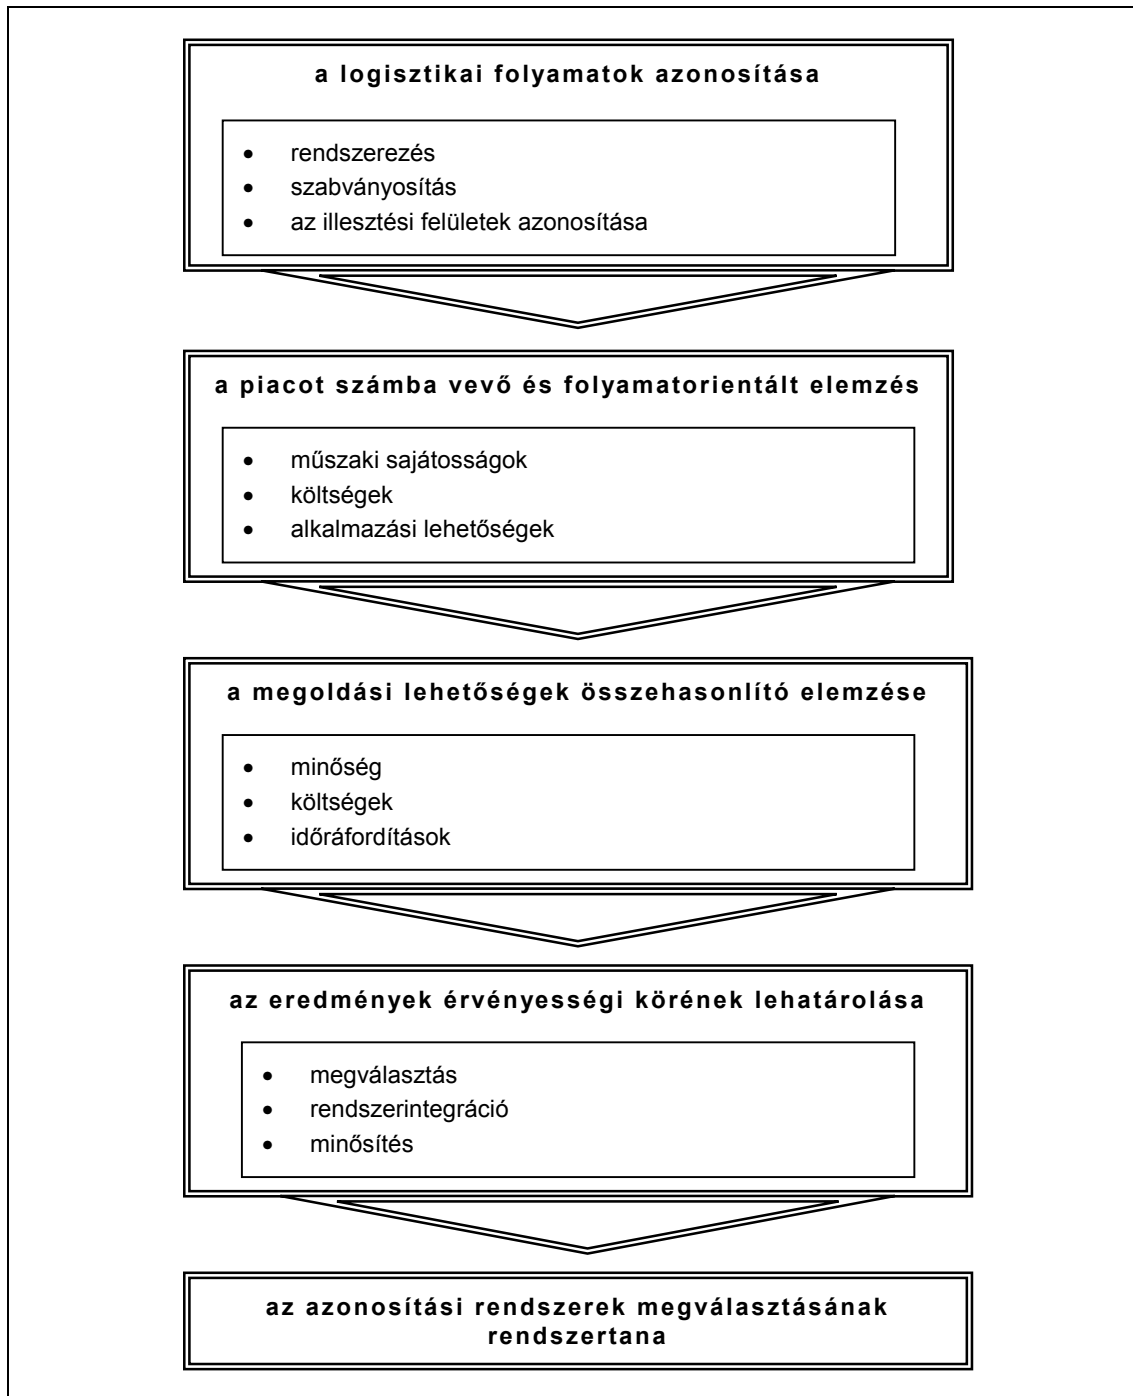 a logisztikai folyamatok azonosítása
• rendszerezés
• szabványosítás
• az illesztési felületek azonosítása
a piacot számba vevő és folyamatorientált elemzés
• műszaki sajátosságok
• költségek
• alkalmazási lehetőségek
a megoldási lehetőségek összehasonlító elemzése
• minőség
• költségek
• időráfordítások
az eredmények érvényességi körének lehatárolása
• megválasztás
• rendszerintegráció
• minősítés
az azonosítási rendszerek megválasztásának
rendszertana